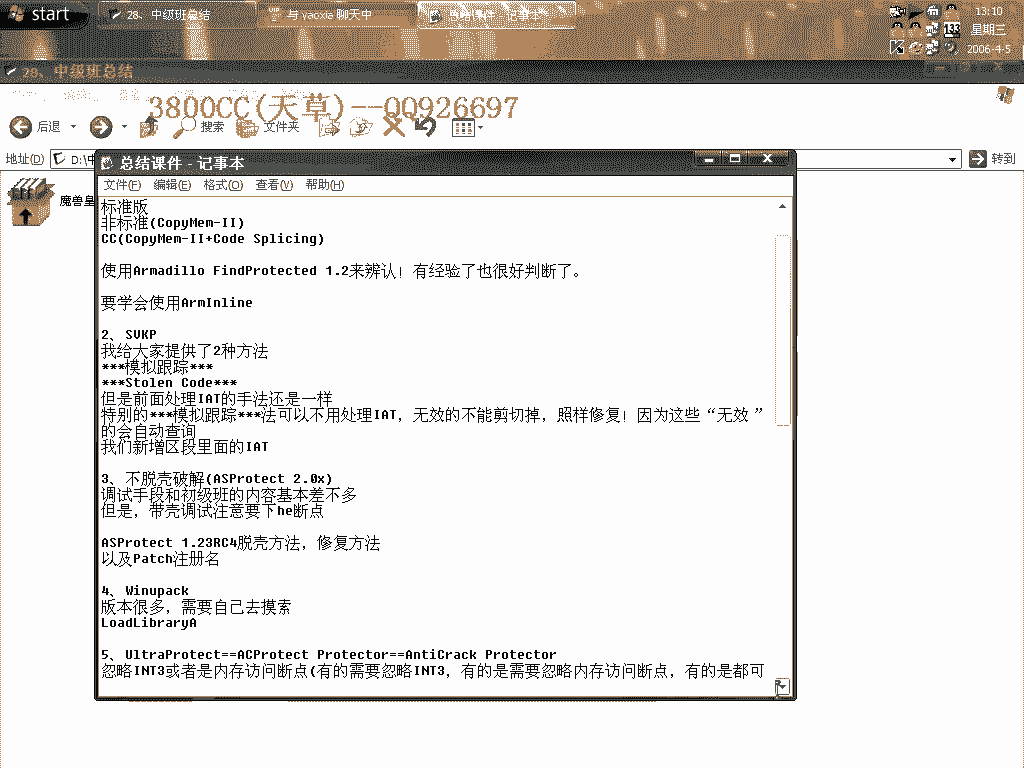 start
28、中级班总结
与 yaoxia 聊天中
总结课件 - 记事本
13:10
星期三
2006-4-5
133
28、中级班总结
3800CC(天草)--QQ926697
后退
搜索
文件夹
地址(D)
D:\中
转到
魔兽皇
总结课件 - 记事本
文件(F) 编辑(E) 格式(O) 查看(V) 帮助(H)
标准版
非标准(CopyMem-II)
CC(CopyMem-II+Code Splicing)
使用Armadillo FindProtected 1.2来辨认！有经验了也很好判断了。
要学会使用ArmInline
2、SVKP
我给大家提供了2种方法
***模拟跟踪***
***Stolen Code***
但是前面处理IAT的手法还是一样
特别的***模拟跟踪***法可以不用处理IAT，无效的不能剪切掉，照样修复！因为这些“无效 ”
的会自动查询
我们新增区段里面的IAT
3、不脱壳破解(ASProtect 2.0x)
调试手段和初级班的内容基本差不多
但是，带壳调试注意要下he断点
ASProtect 1.23RC4脱壳方法，修复方法
以及Patch注册名
4、Winupack
版本很多，需要自己去摸索
LoadLibraryA
5、UltraProtect==ACProtect Protector==AntiCrack Protector
忽略INT3或者是内存访问断点(有的需要忽略INT3，有的是需要忽略内存访问断点，有的是都可